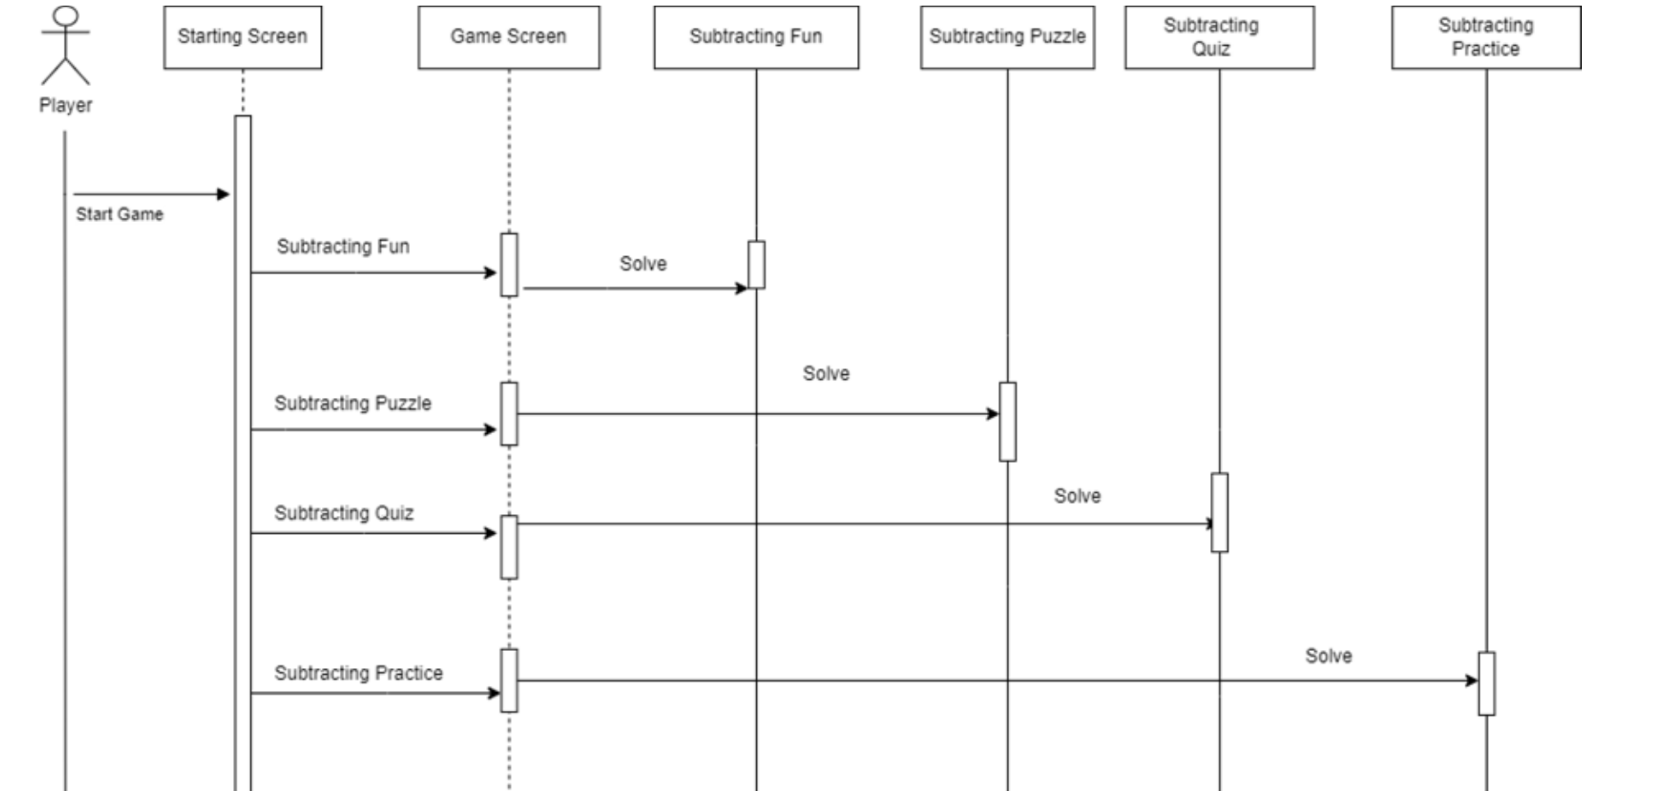 Starting Screen
Game Screen
Subtracting Fun
Subtracting Puzzle
Subtracting
Quiz
Subtracting
Practice
Player
Start Game
Subtracting Fun
Solve
Solve
Subtracting Puzzle
Solve
Subtracting Quiz
Solve
Subtracting Practice